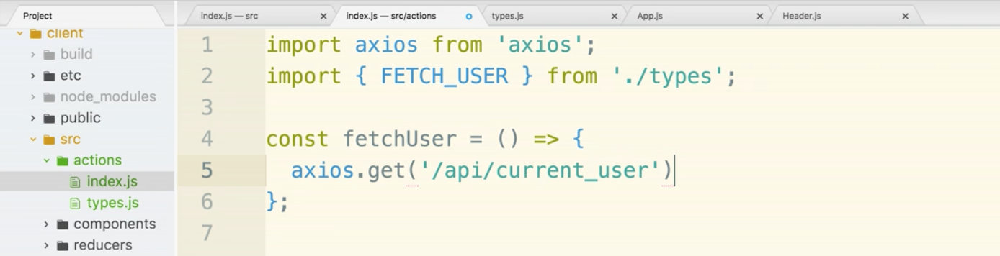 Project
index.js — src
index.js — src/actions
types.js
App.js
Header.js
client
build
etc
node_modules
public
src
actions
index.js
types.js
components
reducers
1 import axios from 'axios';
2 import { FETCH_USER } from './types';
3
4 const fetchUser = () => {
5   axios.get('/api/current_user')
6 };
7